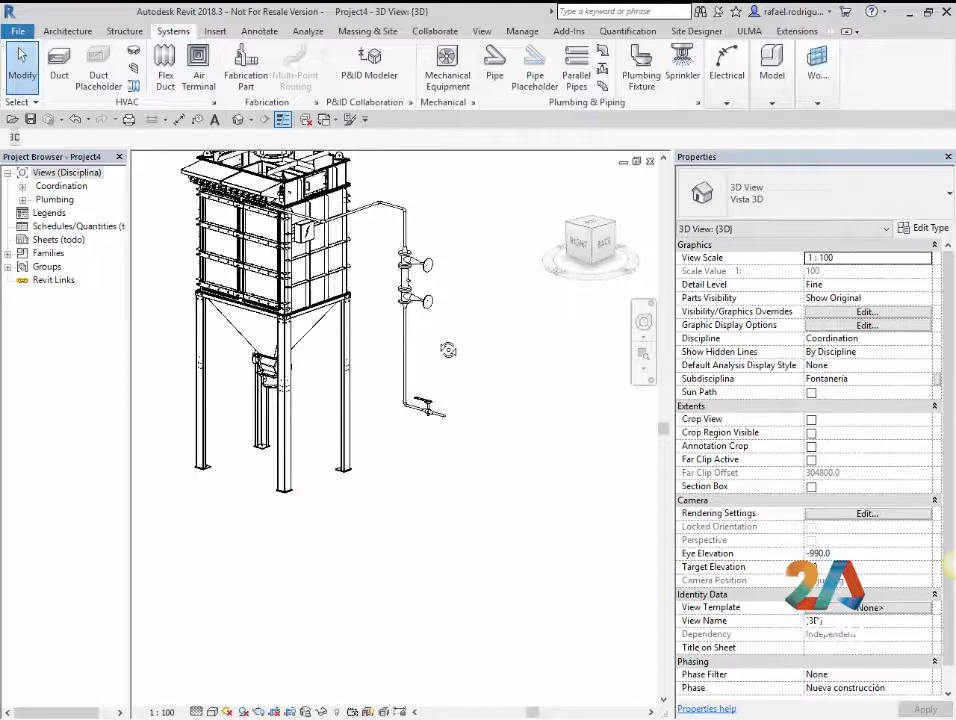 Autodesk Revit 2018.3 - Not For Resale Version - Project4 - 3D View: {3D}
Type a keyword or phrase
rafael.rodrigu...
File Architecture Structure Systems Insert Annotate Analyze Massing & Site Collaborate View Manage Add-Ins Quantification Site Designer ULMA Extensions
Modify Duct Duct Placeholder Flex Duct Air Terminal Fabrication Part Multi-Point Routing P&ID Modeler Mechanical Equipment Pipe Pipe Placeholder Parallel Pipes Plumbing Fixture Sprinkler Electrical Model Wo...
Select HVAC Fabrication P&ID Collaboration Mechanical Plumbing & Piping
3D
Project Browser - Project4
Views (Disciplina)
Coordination
Plumbing
Legends
Schedules/Quantities (t
Sheets (todo)
Families
Groups
Revit Links
RIGHT BACK
Properties
3D View
Vista 3D
3D View: {3D} Edit Type
Graphics
View Scale 1 : 100
Scale Value 1: 100
Detail Level Fine
Parts Visibility Show Original
Visibility/Graphics Overrides Edit...
Graphic Display Options Edit...
Discipline Coordination
Show Hidden Lines By Discipline
Default Analysis Display Style None
Subdisciplina Fontanería
Sun Path
Extents
Crop View
Crop Region Visible
Annotation Crop
Far Clip Active
Far Clip Offset 304800.0
Section Box
Camera
Rendering Settings Edit...
Locked Orientation
Perspective
Eye Elevation -990.0
Target Elevation
Camera Position
2A
Identity Data
View Template <None>
View Name {3D}
Dependency Independent
Title on Sheet
Phasing
Phase Filter None
Phase Nueva construcción
Properties help Apply
1 : 100